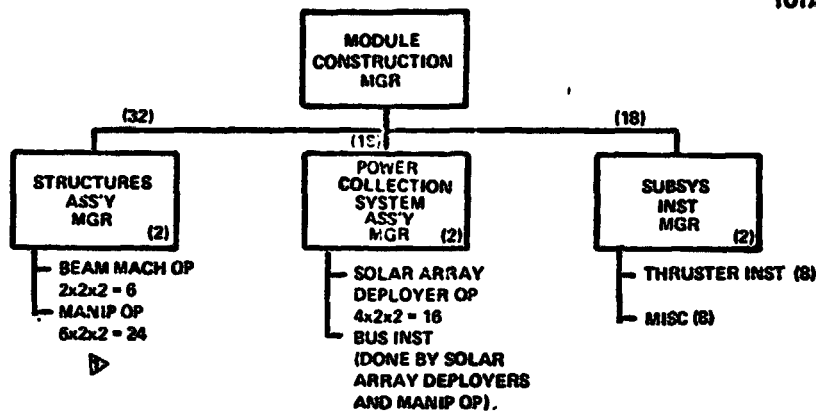 MODULE
CONSTRUCTION
MGR
(32)
(18)
STRUCTURES
ASS'Y
MGR
(2)
POWER
COLLECTION
SYSTEM
ASS'Y
MGR (2)
SUBSYS
INST
MGR
(2)
BEAM MACH OP
2x2x2 = 6
MANIP OP
6x2x2 = 24
SOLAR ARRAY
DEPLOYER OP
4x2x2 = 16
BUS INST
(DONE BY SOLAR
ARRAY DEPLOYERS
AND MANIP OP).
THRUSTER INST (8)
MISC (8)